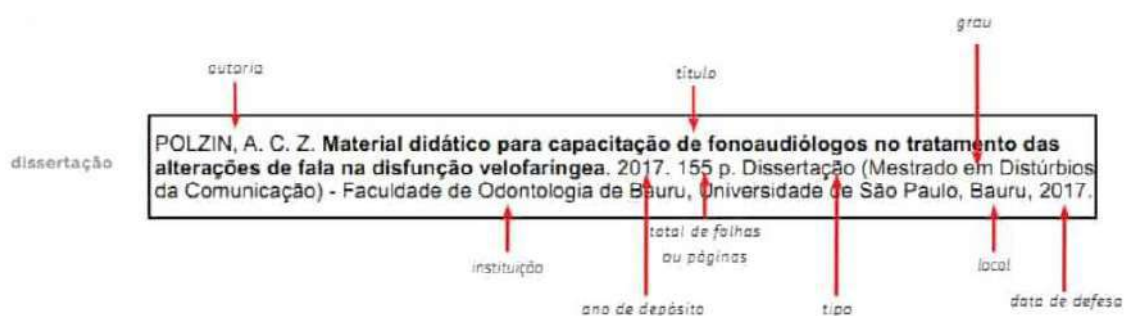 grau
autoria
título
dissertação
POLZIN, A. C. Z. Material didático para capacitação de fonoaudiólogos no tratamento das
alterações de fala na disfunção velofaríngea. 2017. 155 p. Dissertação (Mestrado em Distúrbios
da Comunicação) - Faculdade de Odontologia de Bauru, Universidade de São Paulo, Bauru, 2017.
total de folhas
ou páginas
instituição
local
ano de depósito
tipo
data de defesa